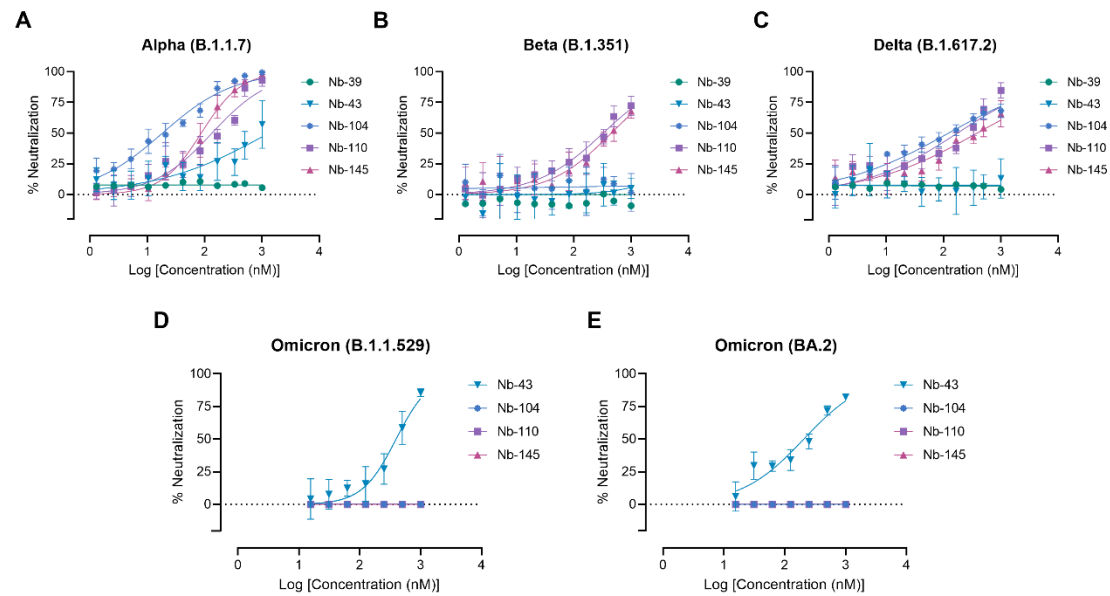 A
Alpha (B.1.1.7)
% Neutralization
100
75
50
25
0
0
1
2
3
4
Log [Concentration (nM)]
Nb-39
Nb-43
Nb-104
Nb-110
Nb-145
B
Beta (B.1.351)
% Neutralization
100
75
50
25
0
0
1
2
3
4
Log [Concentration (nM)]
Nb-39
Nb-43
Nb-104
Nb-110
Nb-145
C
Delta (B.1.617.2)
% Neutralization
100
75
50
25
0
0
1
2
3
4
Log [Concentration (nM)]
Nb-39
Nb-43
Nb-104
Nb-110
Nb-145
D
Omicron (B.1.1.529)
% Neutralization
100
75
50
25
0
0
1
2
3
4
Log [Concentration (nM)]
Nb-43
Nb-104
Nb-110
Nb-145
E
Omicron (BA.2)
% Neutralization
100
75
50
25
0
0
1
2
3
4
Log [Concentration (nM)]
Nb-43
Nb-104
Nb-110
Nb-145